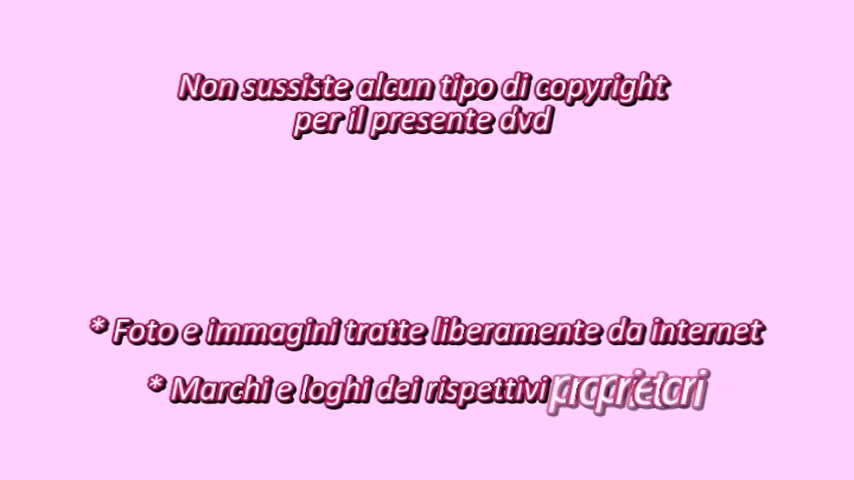 Non sussiste alcun tipo di copyright
per il presente dvd
* Foto e immagini tratte liberamente da internet
* Marchi e loghi dei rispettivi proprietari